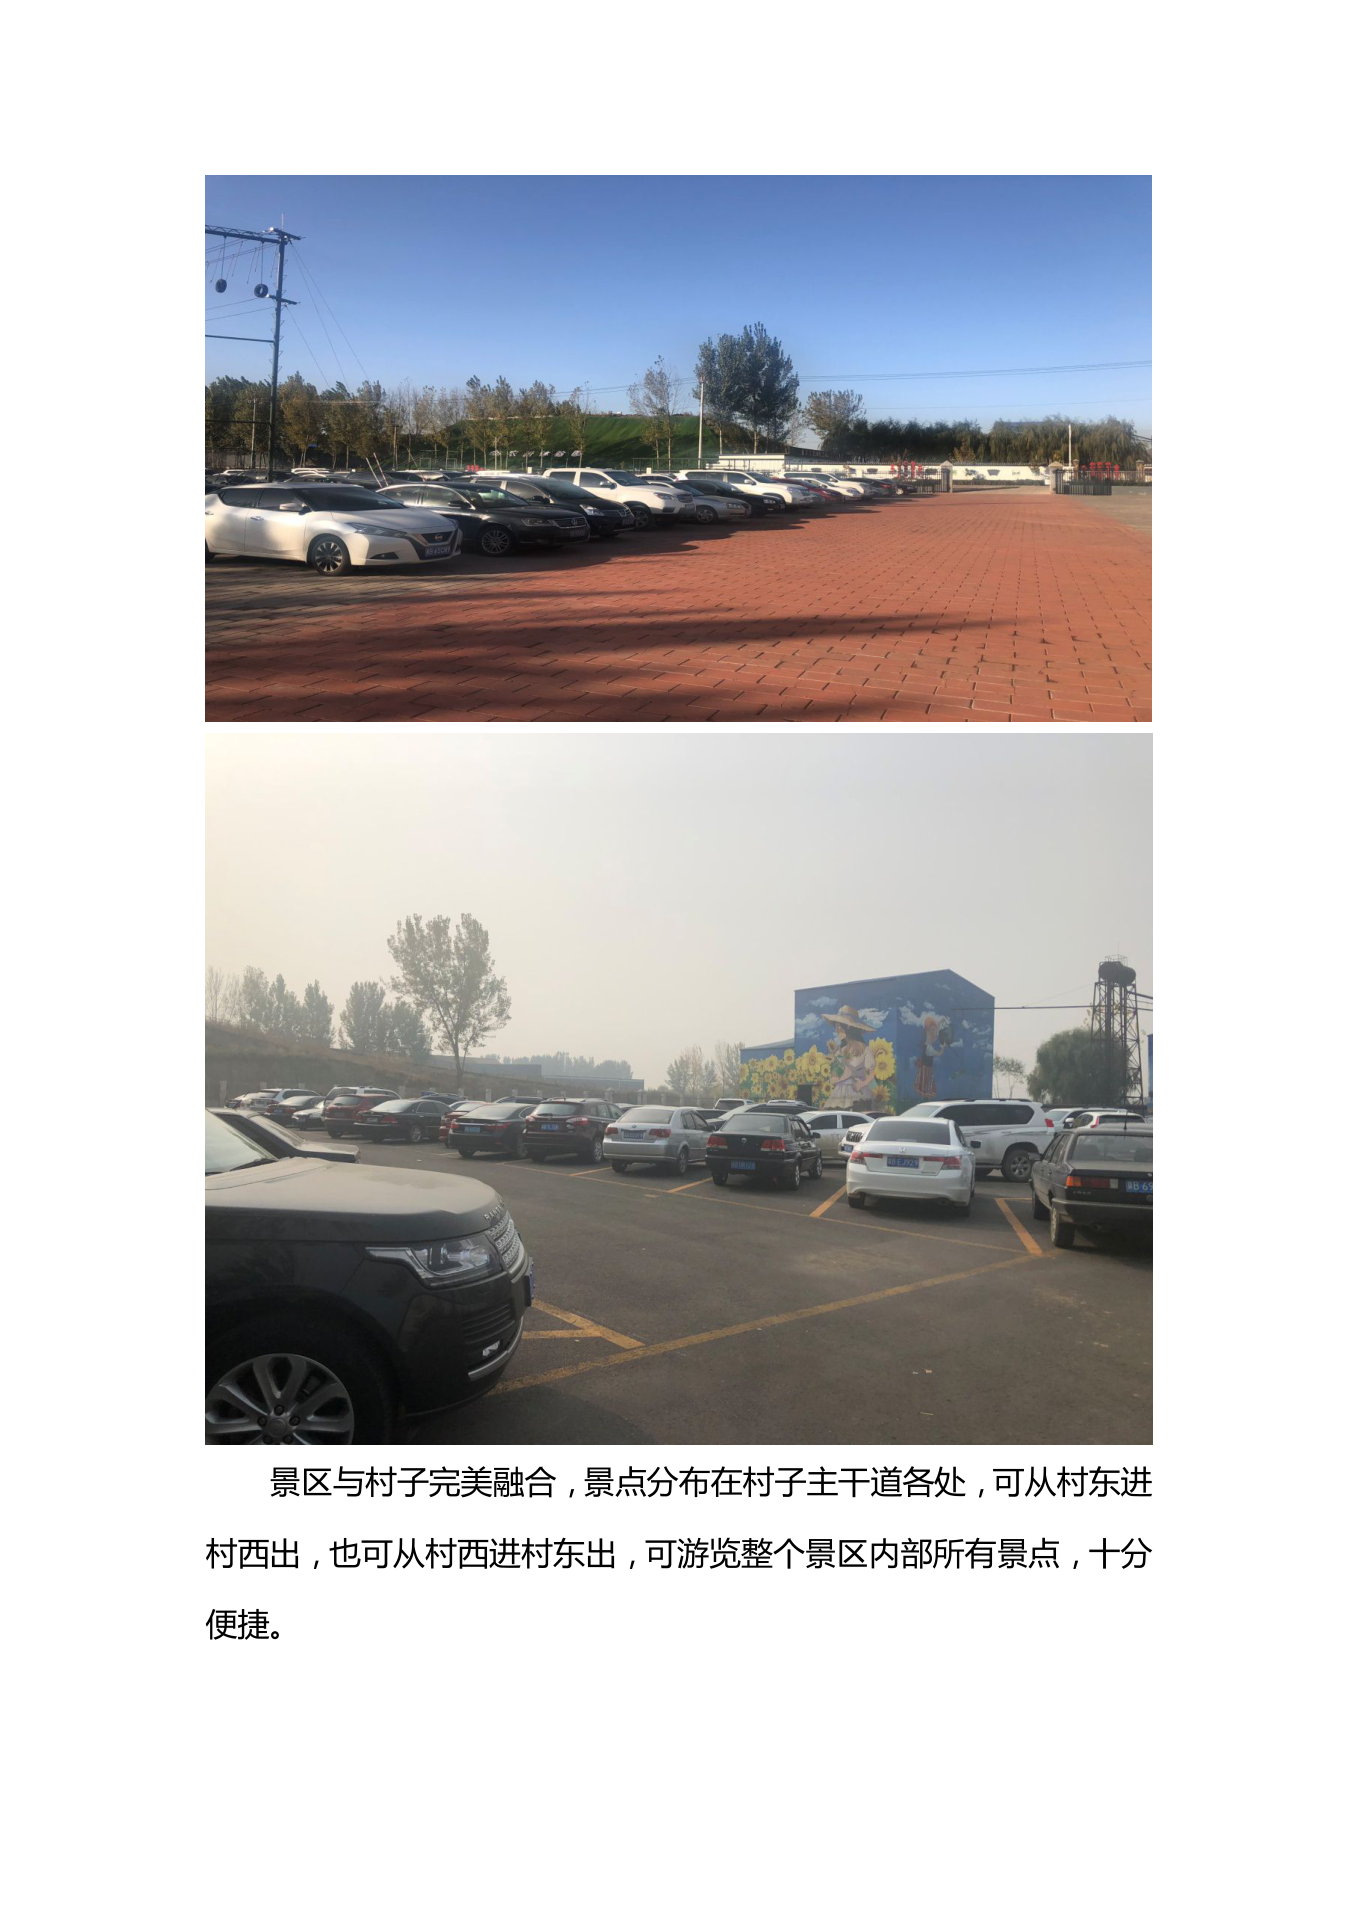 景区与村子完美融合，景点分布在村子主干道各处，可从村东进
村西出，也可从村西进村东出，可游览整个景区内部所有景点，十分
便捷。